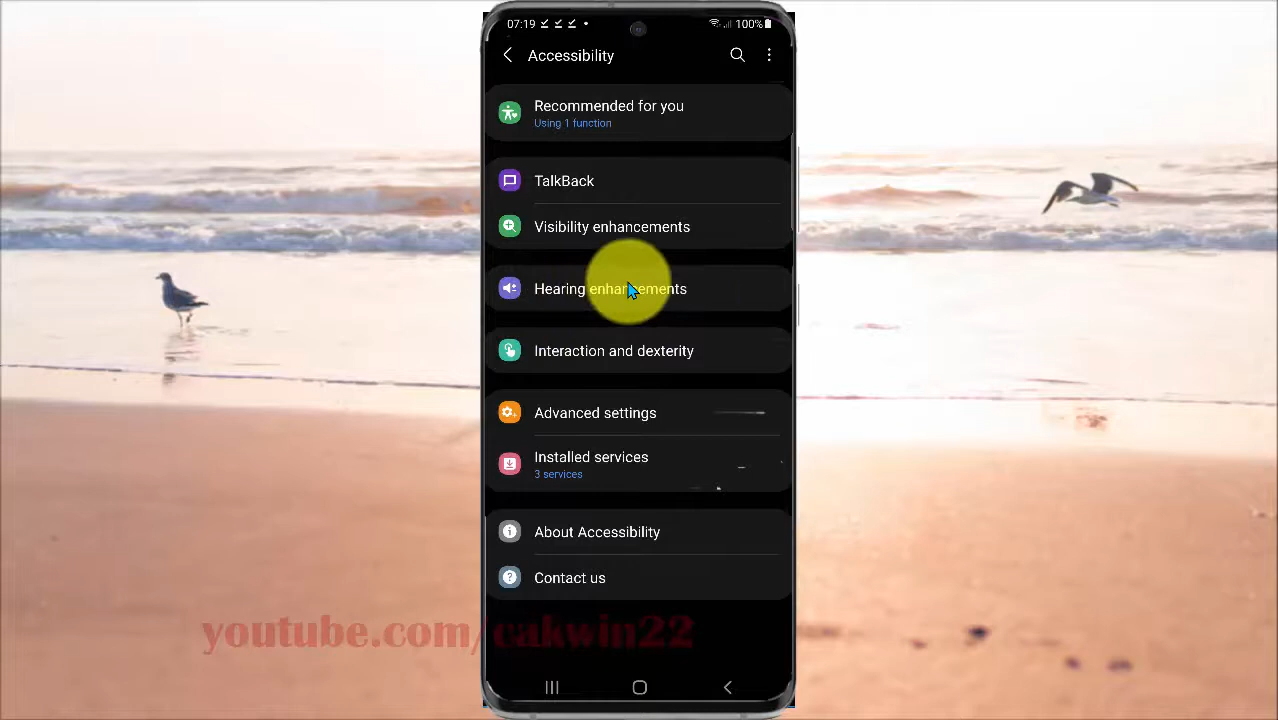 07:19
100%
Accessibility
Recommended for you
Using 1 function
TalkBack
Visibility enhancements
Hearing enhancements
Interaction and dexterity
Advanced settings
Installed services
3 services
About Accessibility
Contact us
youtube.com/cakwin22